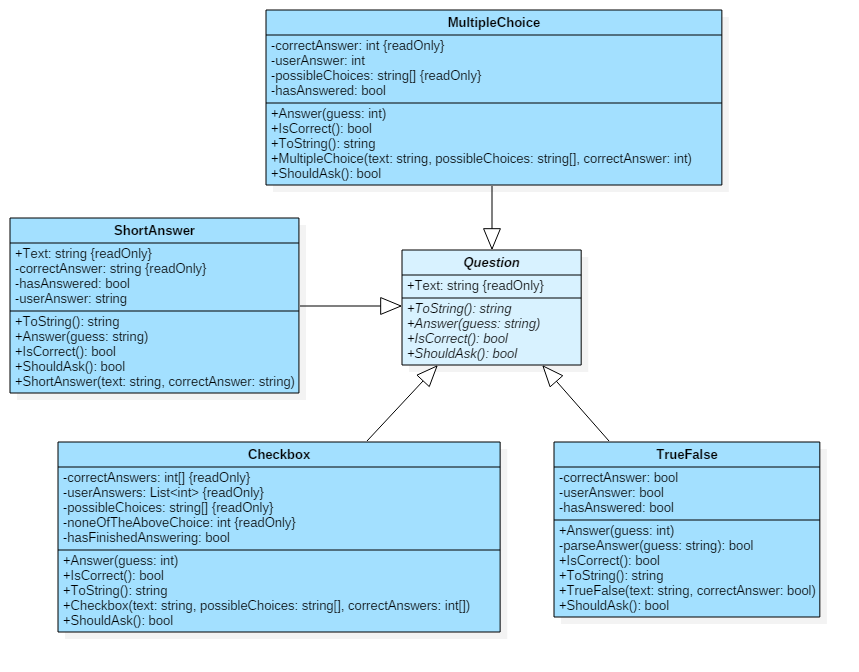 MultipleChoice
-correctAnswer: int {readOnly}
-userAnswer: int
-possibleChoices: string[] {readOnly}
-hasAnswered: bool
+Answer(guess: int)
+IsCorrect(): bool
+ToString(): string
+MultipleChoice(text: string, possibleChoices: string[], correctAnswer: int)
+ShouldAsk(): bool
ShortAnswer
+Text: string {readOnly}
-correctAnswer: string {readOnly}
-hasAnswered: bool
-userAnswer: string
+ToString(): string
+Answer(guess: string)
+IsCorrect(): bool
+ShouldAsk(): bool
+ShortAnswer(text: string, correctAnswer: string)
Question
+Text: string {readOnly}
+ToString(): string
+Answer(guess: string)
+IsCorrect(): bool
+ShouldAsk(): bool
Checkbox
-correctAnswers: int[] {readOnly}
-userAnswers: List<int> {readOnly}
-possibleChoices: string[] {readOnly}
-noneOfTheAboveChoice: int {readOnly}
-hasFinishedAnswering: bool
+Answer(guess: int)
+IsCorrect(): bool
+ToString(): string
+Checkbox(text: string, possibleChoices: string[], correctAnswers: int[])
+ShouldAsk(): bool
TrueFalse
-correctAnswer: bool
-userAnswer: bool
-hasAnswered: bool
+Answer(guess: int)
-parseAnswer(guess: string): bool
+IsCorrect(): bool
+ToString(): string
+TrueFalse(text: string, correctAnswer: bool)
+ShouldAsk(): bool